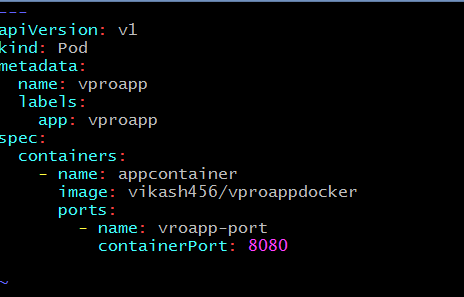 ---
apiVersion: v1
kind: Pod
metadata:
  name: vproapp
  labels:
    app: vproapp
spec:
  containers:
    - name: appcontainer
      image: vikash456/vproappdocker
      ports:
        - name: vroapp-port
          containerPort: 8080
~